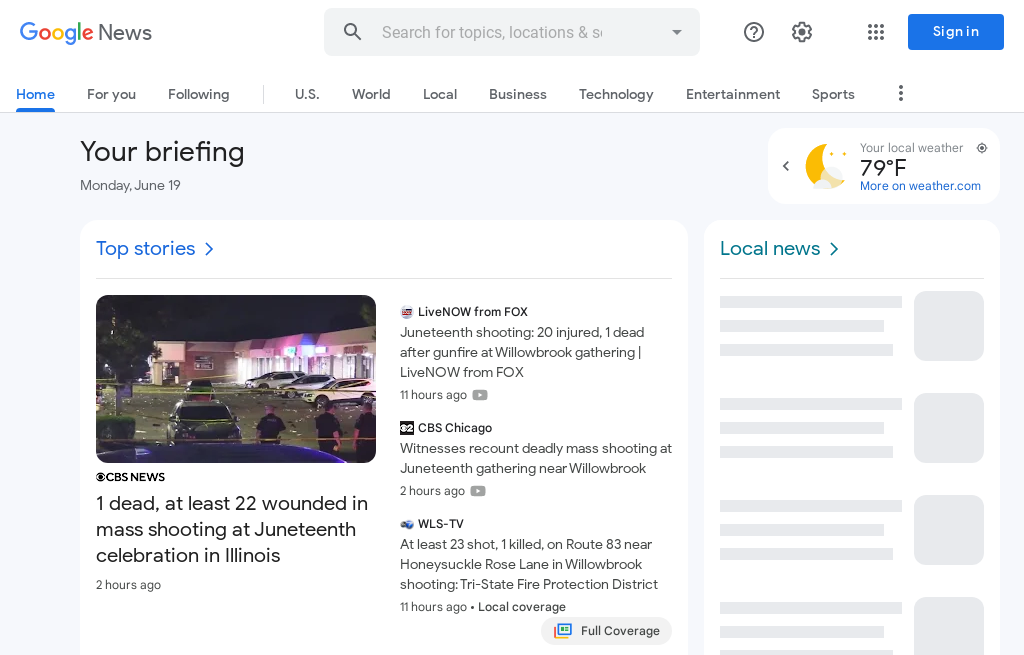 Google News
Search for topics, locations & so
Sign in
Home
For you
Following
U.S.
World
Local
Business
Technology
Entertainment
Sports
Your briefing
Monday, June 19
Your local weather
79°F
More on weather.com
Top stories
CBS NEWS
1 dead, at least 22 wounded in
mass shooting at Juneteenth
celebration in Illinois
2 hours ago
LiveNOW from FOX
Juneteenth shooting: 20 injured, 1 dead
after gunfire at Willowbrook gathering |
LiveNOW from FOX
11 hours ago
CBS Chicago
Witnesses recount deadly mass shooting at
Juneteenth gathering near Willowbrook
2 hours ago
WLS-TV
At least 23 shot, 1 killed, on Route 83 near
Honeysuckle Rose Lane in Willowbrook
shooting: Tri-State Fire Protection District
11 hours ago • Local coverage
Full Coverage
Local news